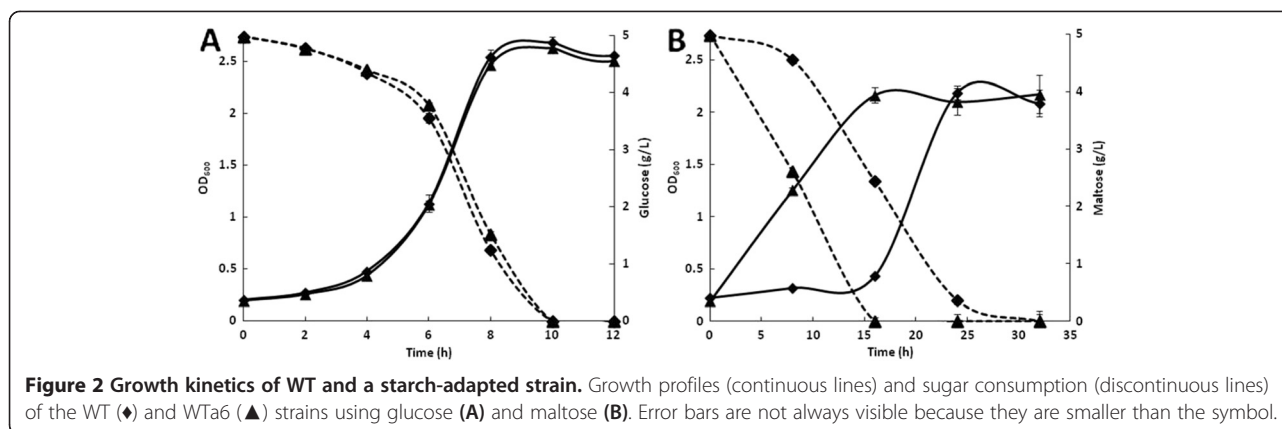 A
B
2.5
2
1.5
1
0.5
0
OD600
5
4
3
2
1
0
Glucose (g/L)
0 2 4 6 8 10 12
Time (h)
2.5
2
1.5
1
0.5
0
OD600
5
4
3
2
1
0
Maltose (g/L)
0 5 10 15 20 25 30 35
Time (h)
Figure 2 Growth kinetics of WT and a starch-adapted strain. Growth profiles (continuous lines) and sugar consumption (discontinuous lines)
of the WT (♦) and WTa6 (▲) strains using glucose (A) and maltose (B). Error bars are not always visible because they are smaller than the symbol.